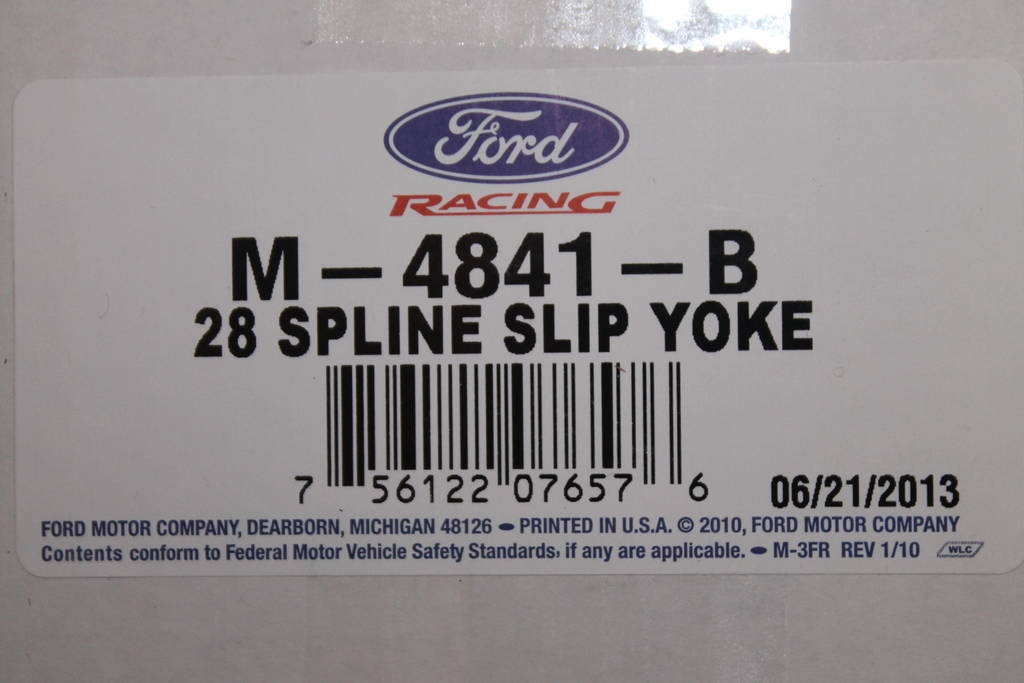 Ford
RACING
M-4841-B
28 SPLINE SLIP YOKE
7 56122 07657 6
06/21/2013
FORD MOTOR COMPANY, DEARBORN, MICHIGAN 48126 • PRINTED IN U.S.A. © 2010, FORD MOTOR COMPANY
Contents conform to Federal Motor Vehicle Safety Standards, if any are applicable. • M-3FR REV 1/10 WLC